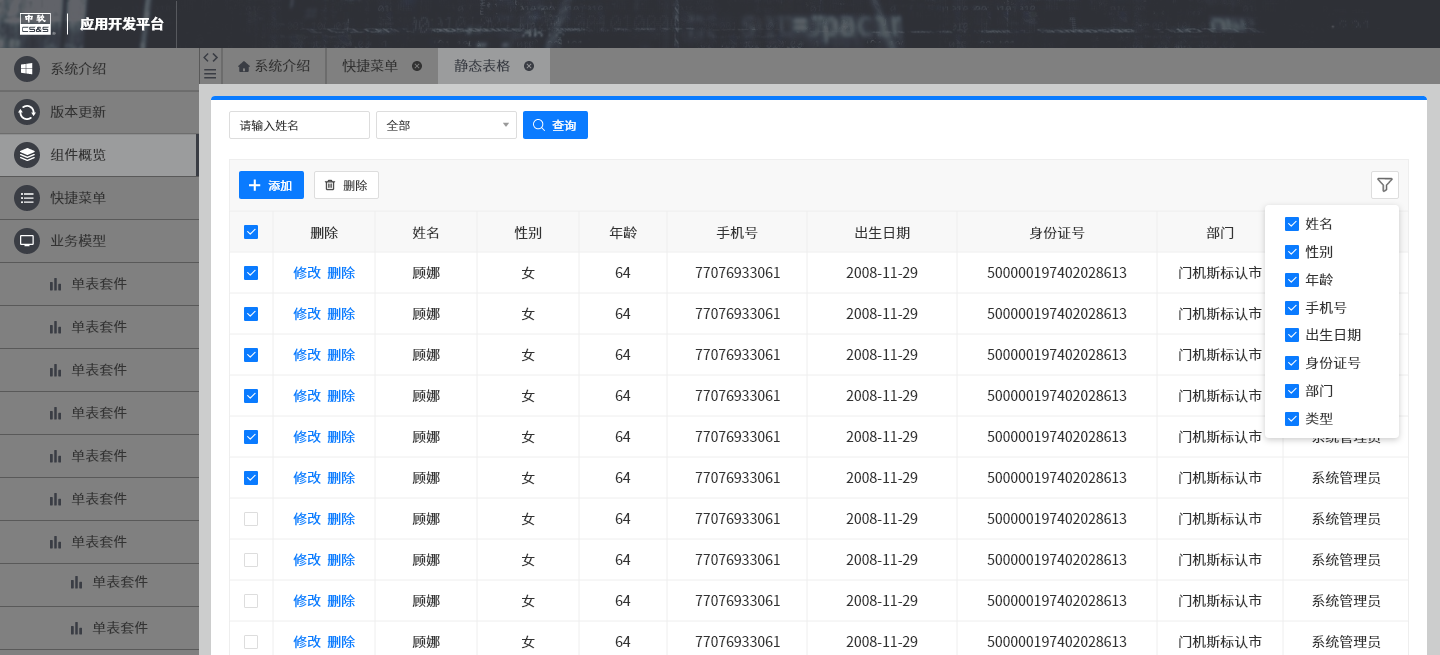 中软 CS&S 应用开发平台
系统介绍 快捷菜单 静态表格
系统介绍
版本更新
组件概览
快捷菜单
业务模型
单表套件
单表套件
单表套件
单表套件
单表套件
单表套件
单表套件
单表套件
单表套件
请输入姓名 全部 查询
添加 删除
删除 姓名 性别 年龄 手机号 出生日期 身份证号 部门
修改 删除 顾娜 女 64 77076933061 2008-11-29 500000197402028613 门机斯标认市
修改 删除 顾娜 女 64 77076933061 2008-11-29 500000197402028613 门机斯标认市
修改 删除 顾娜 女 64 77076933061 2008-11-29 500000197402028613 门机斯标认市
修改 删除 顾娜 女 64 77076933061 2008-11-29 500000197402028613 门机斯标认市
修改 删除 顾娜 女 64 77076933061 2008-11-29 500000197402028613 门机斯标认市 系统管理员
修改 删除 顾娜 女 64 77076933061 2008-11-29 500000197402028613 门机斯标认市 系统管理员
修改 删除 顾娜 女 64 77076933061 2008-11-29 500000197402028613 门机斯标认市 系统管理员
修改 删除 顾娜 女 64 77076933061 2008-11-29 500000197402028613 门机斯标认市 系统管理员
修改 删除 顾娜 女 64 77076933061 2008-11-29 500000197402028613 门机斯标认市 系统管理员
修改 删除 顾娜 女 64 77076933061 2008-11-29 500000197402028613 门机斯标认市 系统管理员
姓名
性别
年龄
手机号
出生日期
身份证号
部门
类型